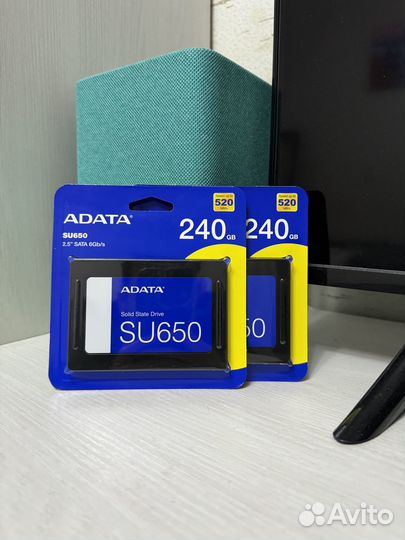 ADATA
SU650
2.5" SATA 6Gb/s
240 GB
520
ADATA
Solid State Drive
SU650
240 GB
520
50
Avito